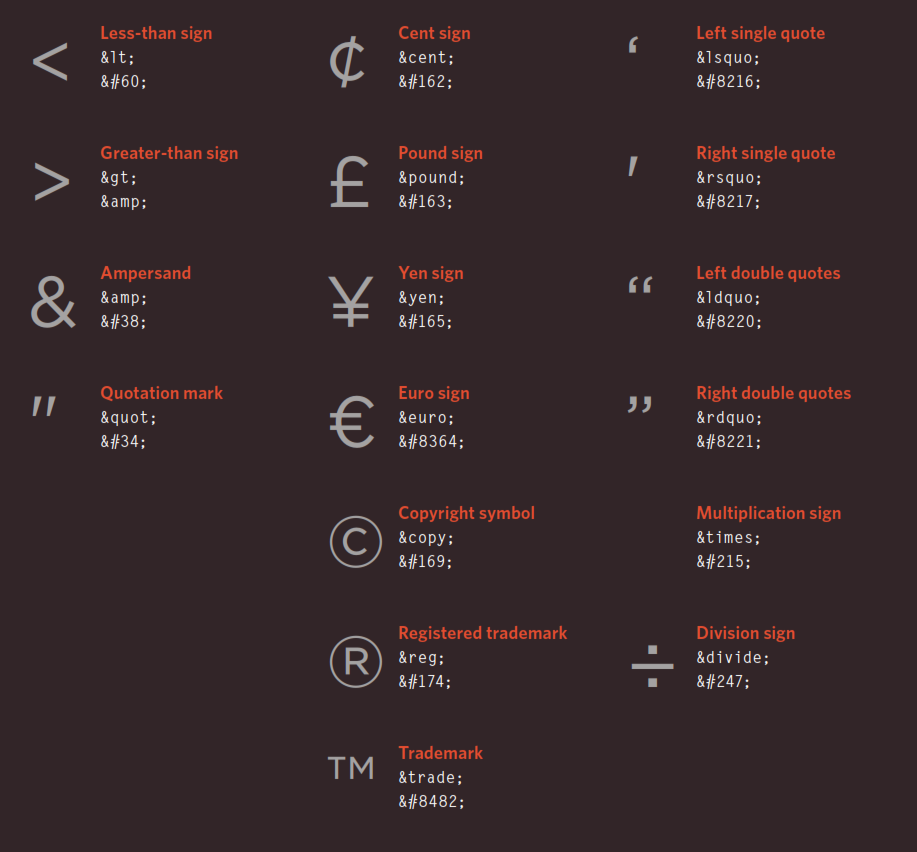 <
Less-than sign
&lt;
&#60;
>
Greater-than sign
&gt;
&amp;
&
Ampersand
&amp;
&#38;
"
Quotation mark
&quot;
&#34;
¢
Cent sign
&cent;
&#162;
£
Pound sign
&pound;
&#163;
¥
Yen sign
&yen;
&#165;
€
Euro sign
&euro;
&#8364;
©
Copyright symbol
&copy;
&#169;
®
Registered trademark
&reg;
&#174;
™
Trademark
&trade;
&#8482;
‘
Left single quote
&lsquo;
&#8216;
'
Right single quote
&rsquo;
&#8217;
“
Left double quotes
&ldquo;
&#8220;
”
Right double quotes
&rdquo;
&#8221;
Multiplication sign
&times;
&#215;
÷
Division sign
&divide;
&#247;